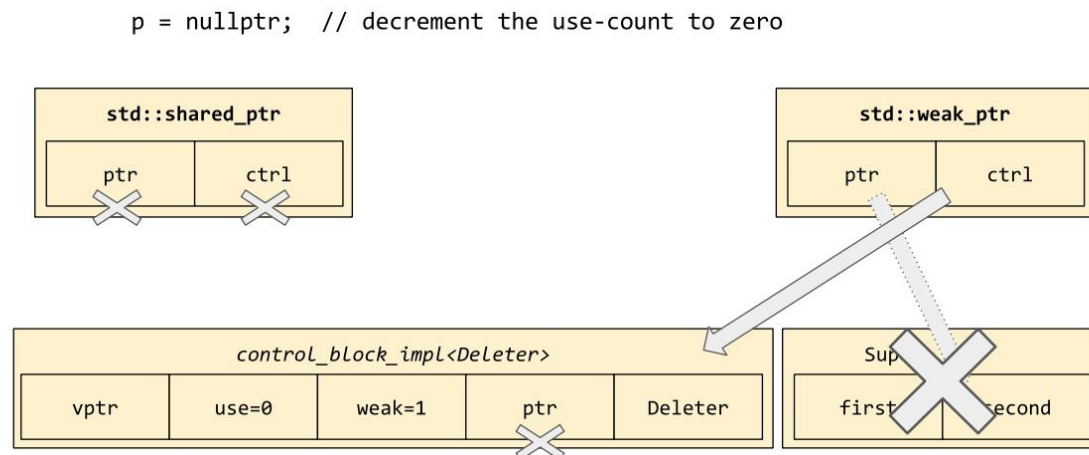 p = nullptr;  // decrement the use-count to zero
std::shared_ptr
ptr ctrl
std::weak_ptr
ptr ctrl
control_block_impl<Deleter>
vptr use=0 weak=1 ptr Deleter
first second